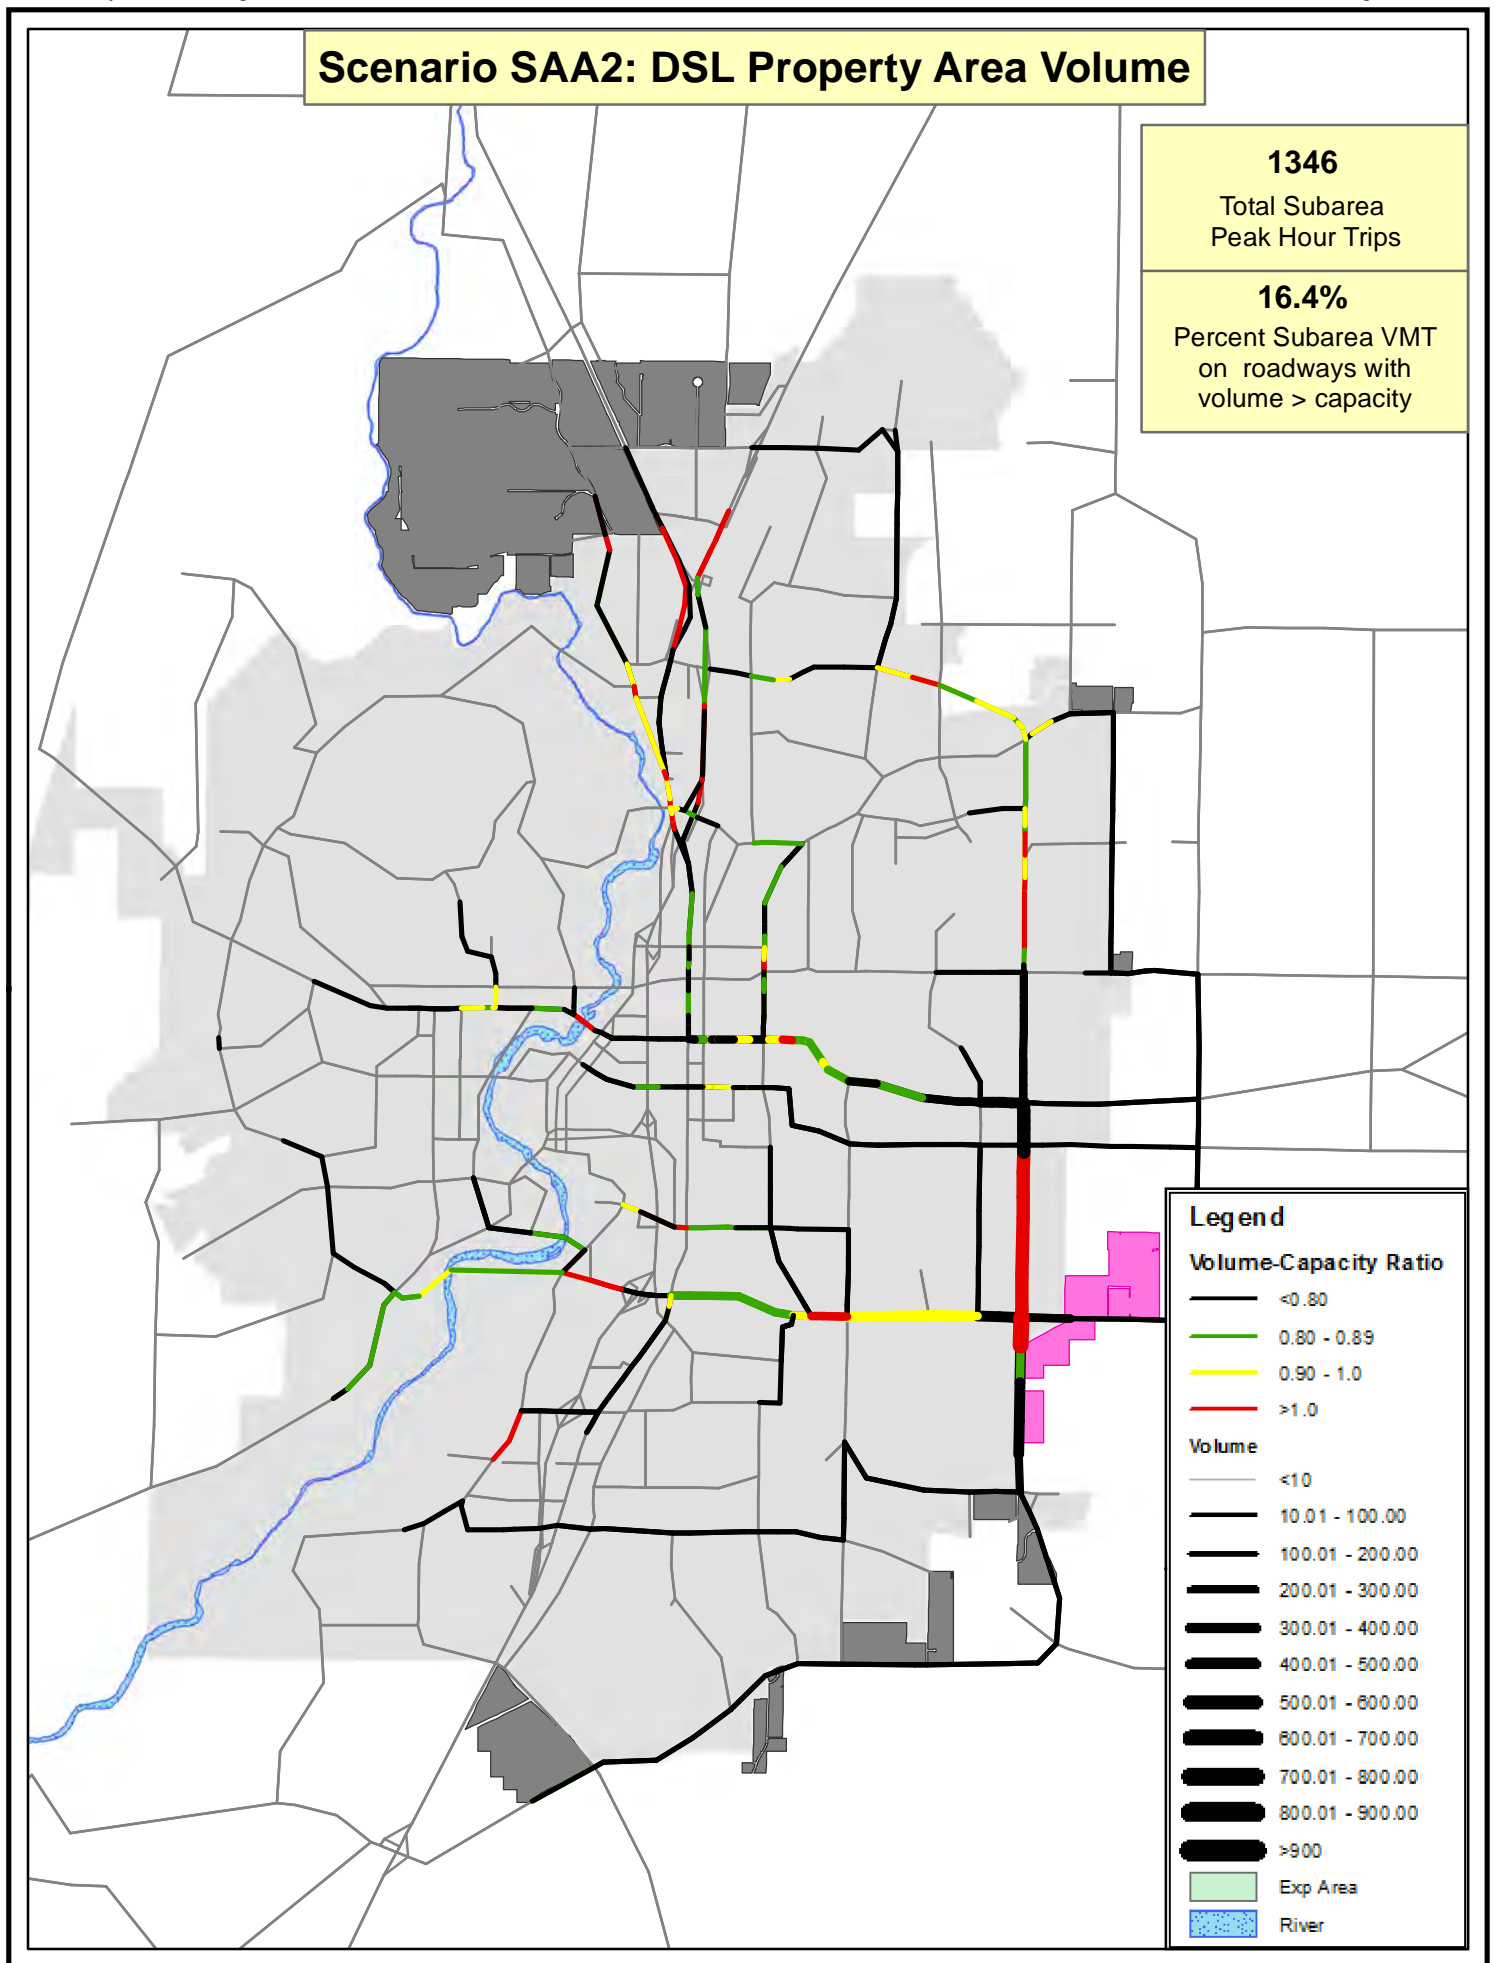 Scenario SAA2: DSL Property Area Volume
1346
Total Subarea
Peak Hour Trips
16.4%
Percent Subarea VMT
on roadways with
volume > capacity
Legend
Volume-Capacity Ratio
<0.80
0.80 - 0.89
0.90 - 1.0
>1.0
Volume
<10
10.01 - 100.00
100.01 - 200.00
200.01 - 300.00
300.01 - 400.00
400.01 - 500.00
500.01 - 600.00
600.01 - 700.00
700.01 - 800.00
800.01 - 900.00
>900
Exp Area
River